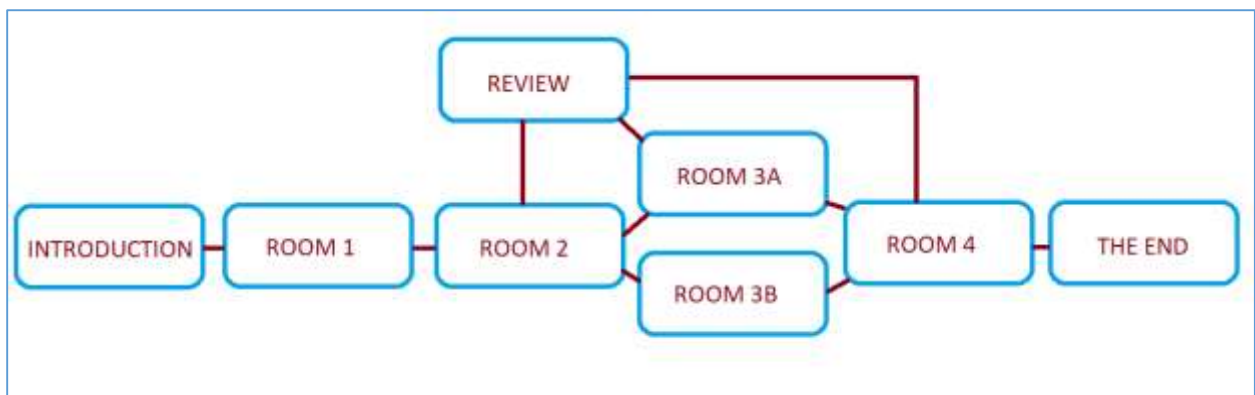 REVIEW
ROOM 3A
INTRODUCTION
ROOM 1
ROOM 2
ROOM 3B
ROOM 4
THE END